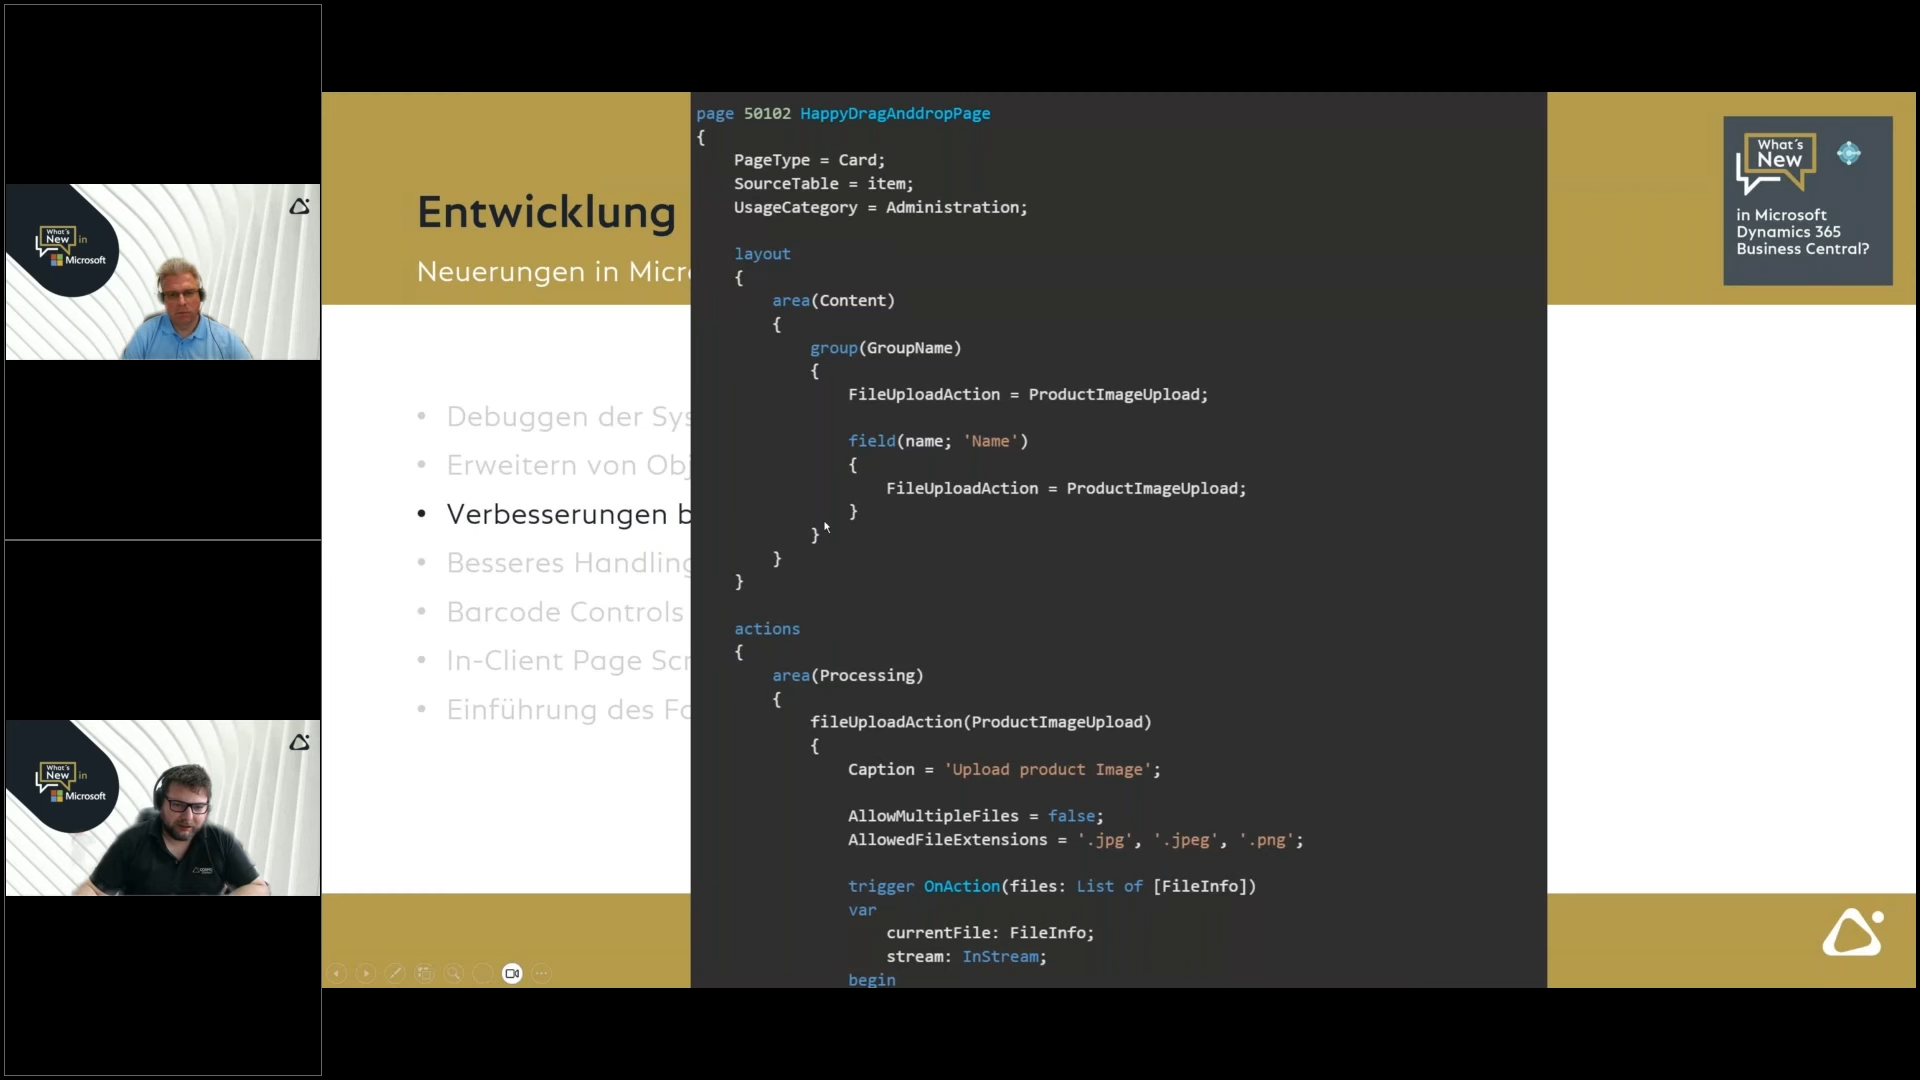 What's
New in
Microsoft
What's
New in
Microsoft
COSMO
Entwicklung
Neuerungen in Micr
• Debuggen der Sys
• Erweitern von Obj
• Verbesserungen b
• Besseres Handling
• Barcode Controls
• In-Client Page Scr
• Einführung des Fo
page 50102 HappyDragAnddropPage
{
PageType = Card;
SourceTable = item;
UsageCategory = Administration;
layout
{
area(Content)
{
group(GroupName)
{
FileUploadAction = ProductImageUpload;
field(name; 'Name')
{
FileUploadAction = ProductImageUpload;
}
}
}
}
actions
{
area(Processing)
{
fileUploadAction(ProductImageUpload)
{
Caption = 'Upload product Image';
AllowMultipleFiles = false;
AllowedFileExtensions = '.jpg', '.jpeg', '.png';
trigger OnAction(files: List of [FileInfo])
var
currentFile: FileInfo;
stream: InStream;
begin
What's
New
in Microsoft
Dynamics 365
Business Central?